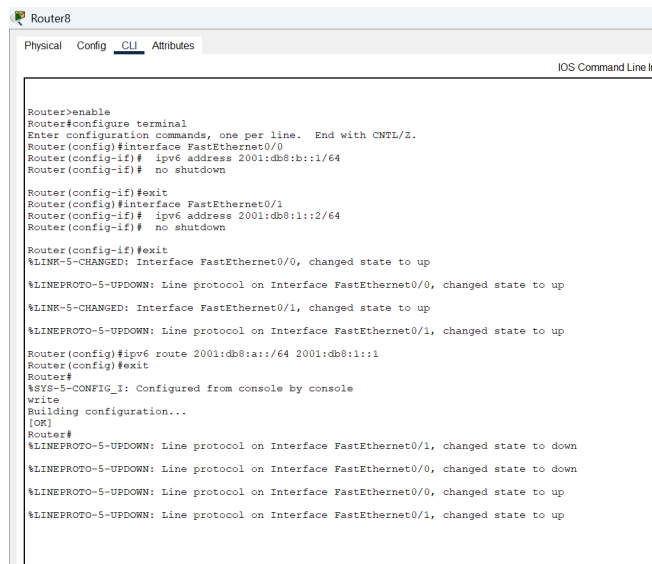 Router8
Physical Config CLI Attributes
IOS Command Line I
Router>enable
Router#configure terminal
Enter configuration commands, one per line. End with CNTL/Z.
Router(config)#interface FastEthernet0/0
Router(config-if)# ipv6 address 2001:db8:b::1/64
Router(config-if)# no shutdown
Router(config-if)#exit
Router(config)#interface FastEthernet0/1
Router(config-if)# ipv6 address 2001:db8:1::2/64
Router(config-if)# no shutdown
Router(config-if)#exit
%LINK-5-CHANGED: Interface FastEthernet0/0, changed state to up
%LINEPROTO-5-UPDOWN: Line protocol on Interface FastEthernet0/0, changed state to up
%LINK-5-CHANGED: Interface FastEthernet0/1, changed state to up
%LINEPROTO-5-UPDOWN: Line protocol on Interface FastEthernet0/1, changed state to up
Router(config)#ipv6 route 2001:db8:a::/64 2001:db8:1::1
Router(config)#exit
Router#
%SYS-5-CONFIG_I: Configured from console by console
write
Building configuration...
[OK]
Router#
%LINEPROTO-5-UPDOWN: Line protocol on Interface FastEthernet0/1, changed state to down
%LINEPROTO-5-UPDOWN: Line protocol on Interface FastEthernet0/0, changed state to down
%LINEPROTO-5-UPDOWN: Line protocol on Interface FastEthernet0/0, changed state to up
%LINEPROTO-5-UPDOWN: Line protocol on Interface FastEthernet0/1, changed state to up